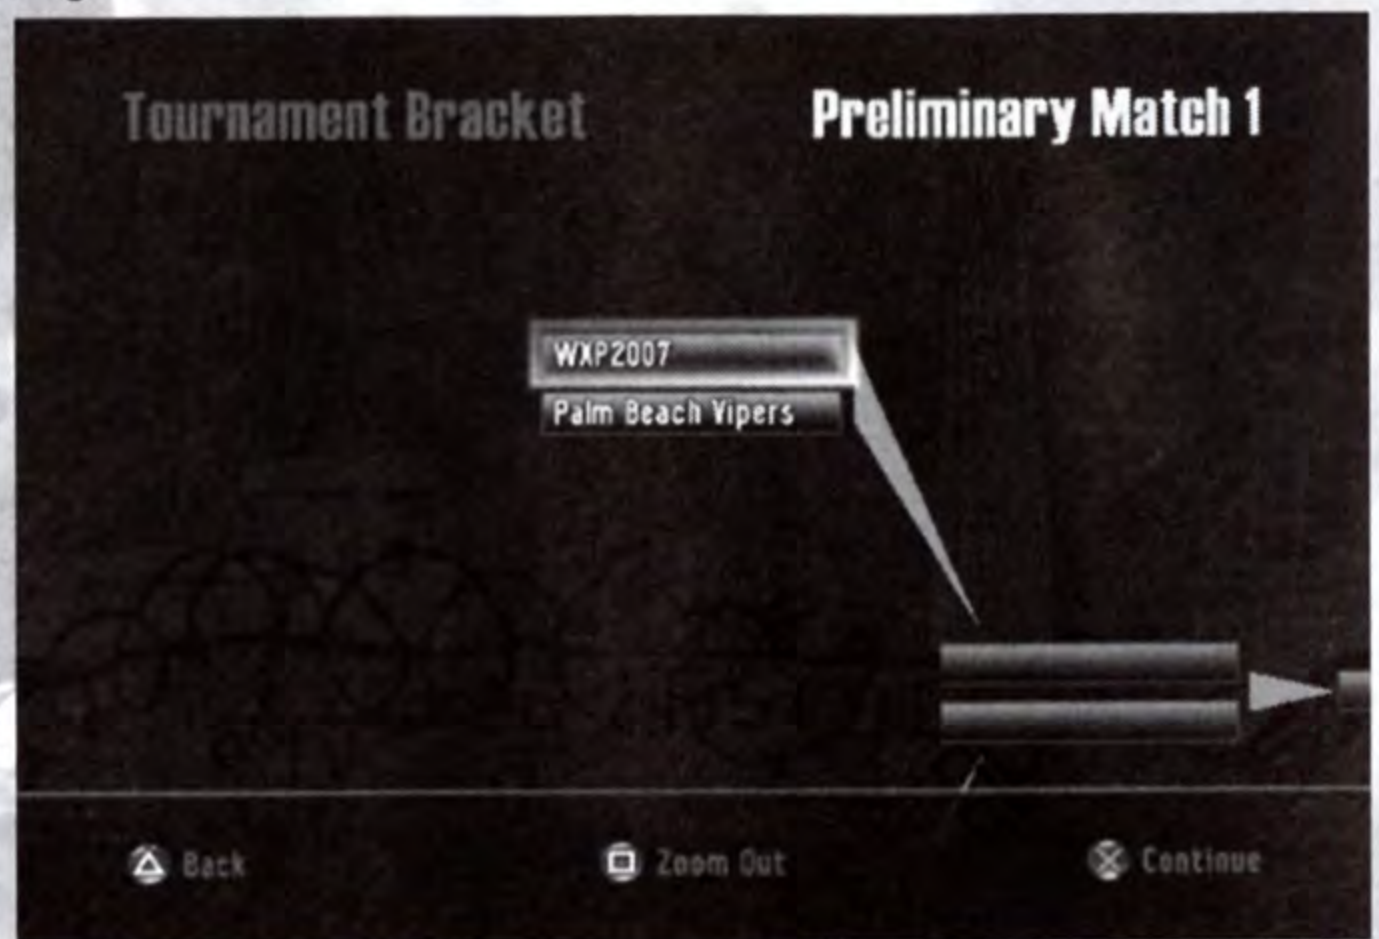 Tournament Bracket
Preliminary Match 1
WXP2007
Palm Beach Vipers
Back
Zoom Out
Continue